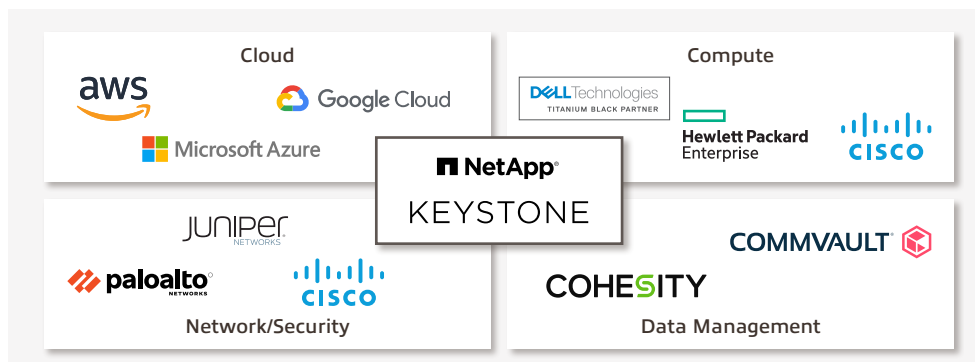 Cloud
aws
Google Cloud
Microsoft Azure
Compute
DELLTechnologies
TITANIUM BLACK PARTNER
Hewlett Packard
Enterprise
CISCO
NetApp®
KEYSTONE
JUNIPEr®
NETWORKS
paloalto®
NETWORKS
CISCO
Network/Security
COMMVAULT
COHESITY
Data Management